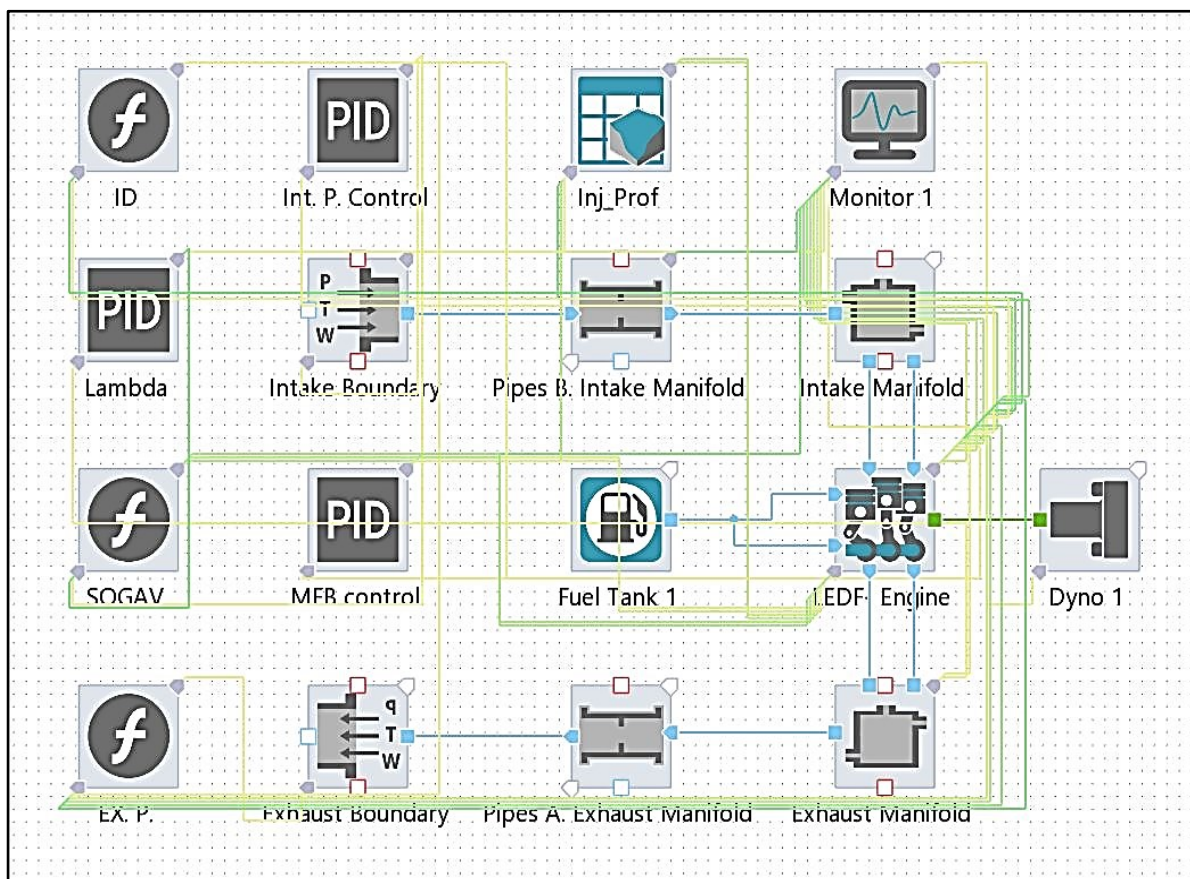 f
PID
ID
Int. P. Control
Inj_Prof
Monitor 1
PID
P
T
W
Lambda
Intake Boundary
Pipes B. Intake Manifold
Intake Manifold
f
PID
SOGAV
MFB control
Fuel Tank 1
Engine
Dyno 1
f
P
T
W
EX. P.
Exhaust Boundary
Pipes A. Exhaust Manifold
Exhaust Manifold